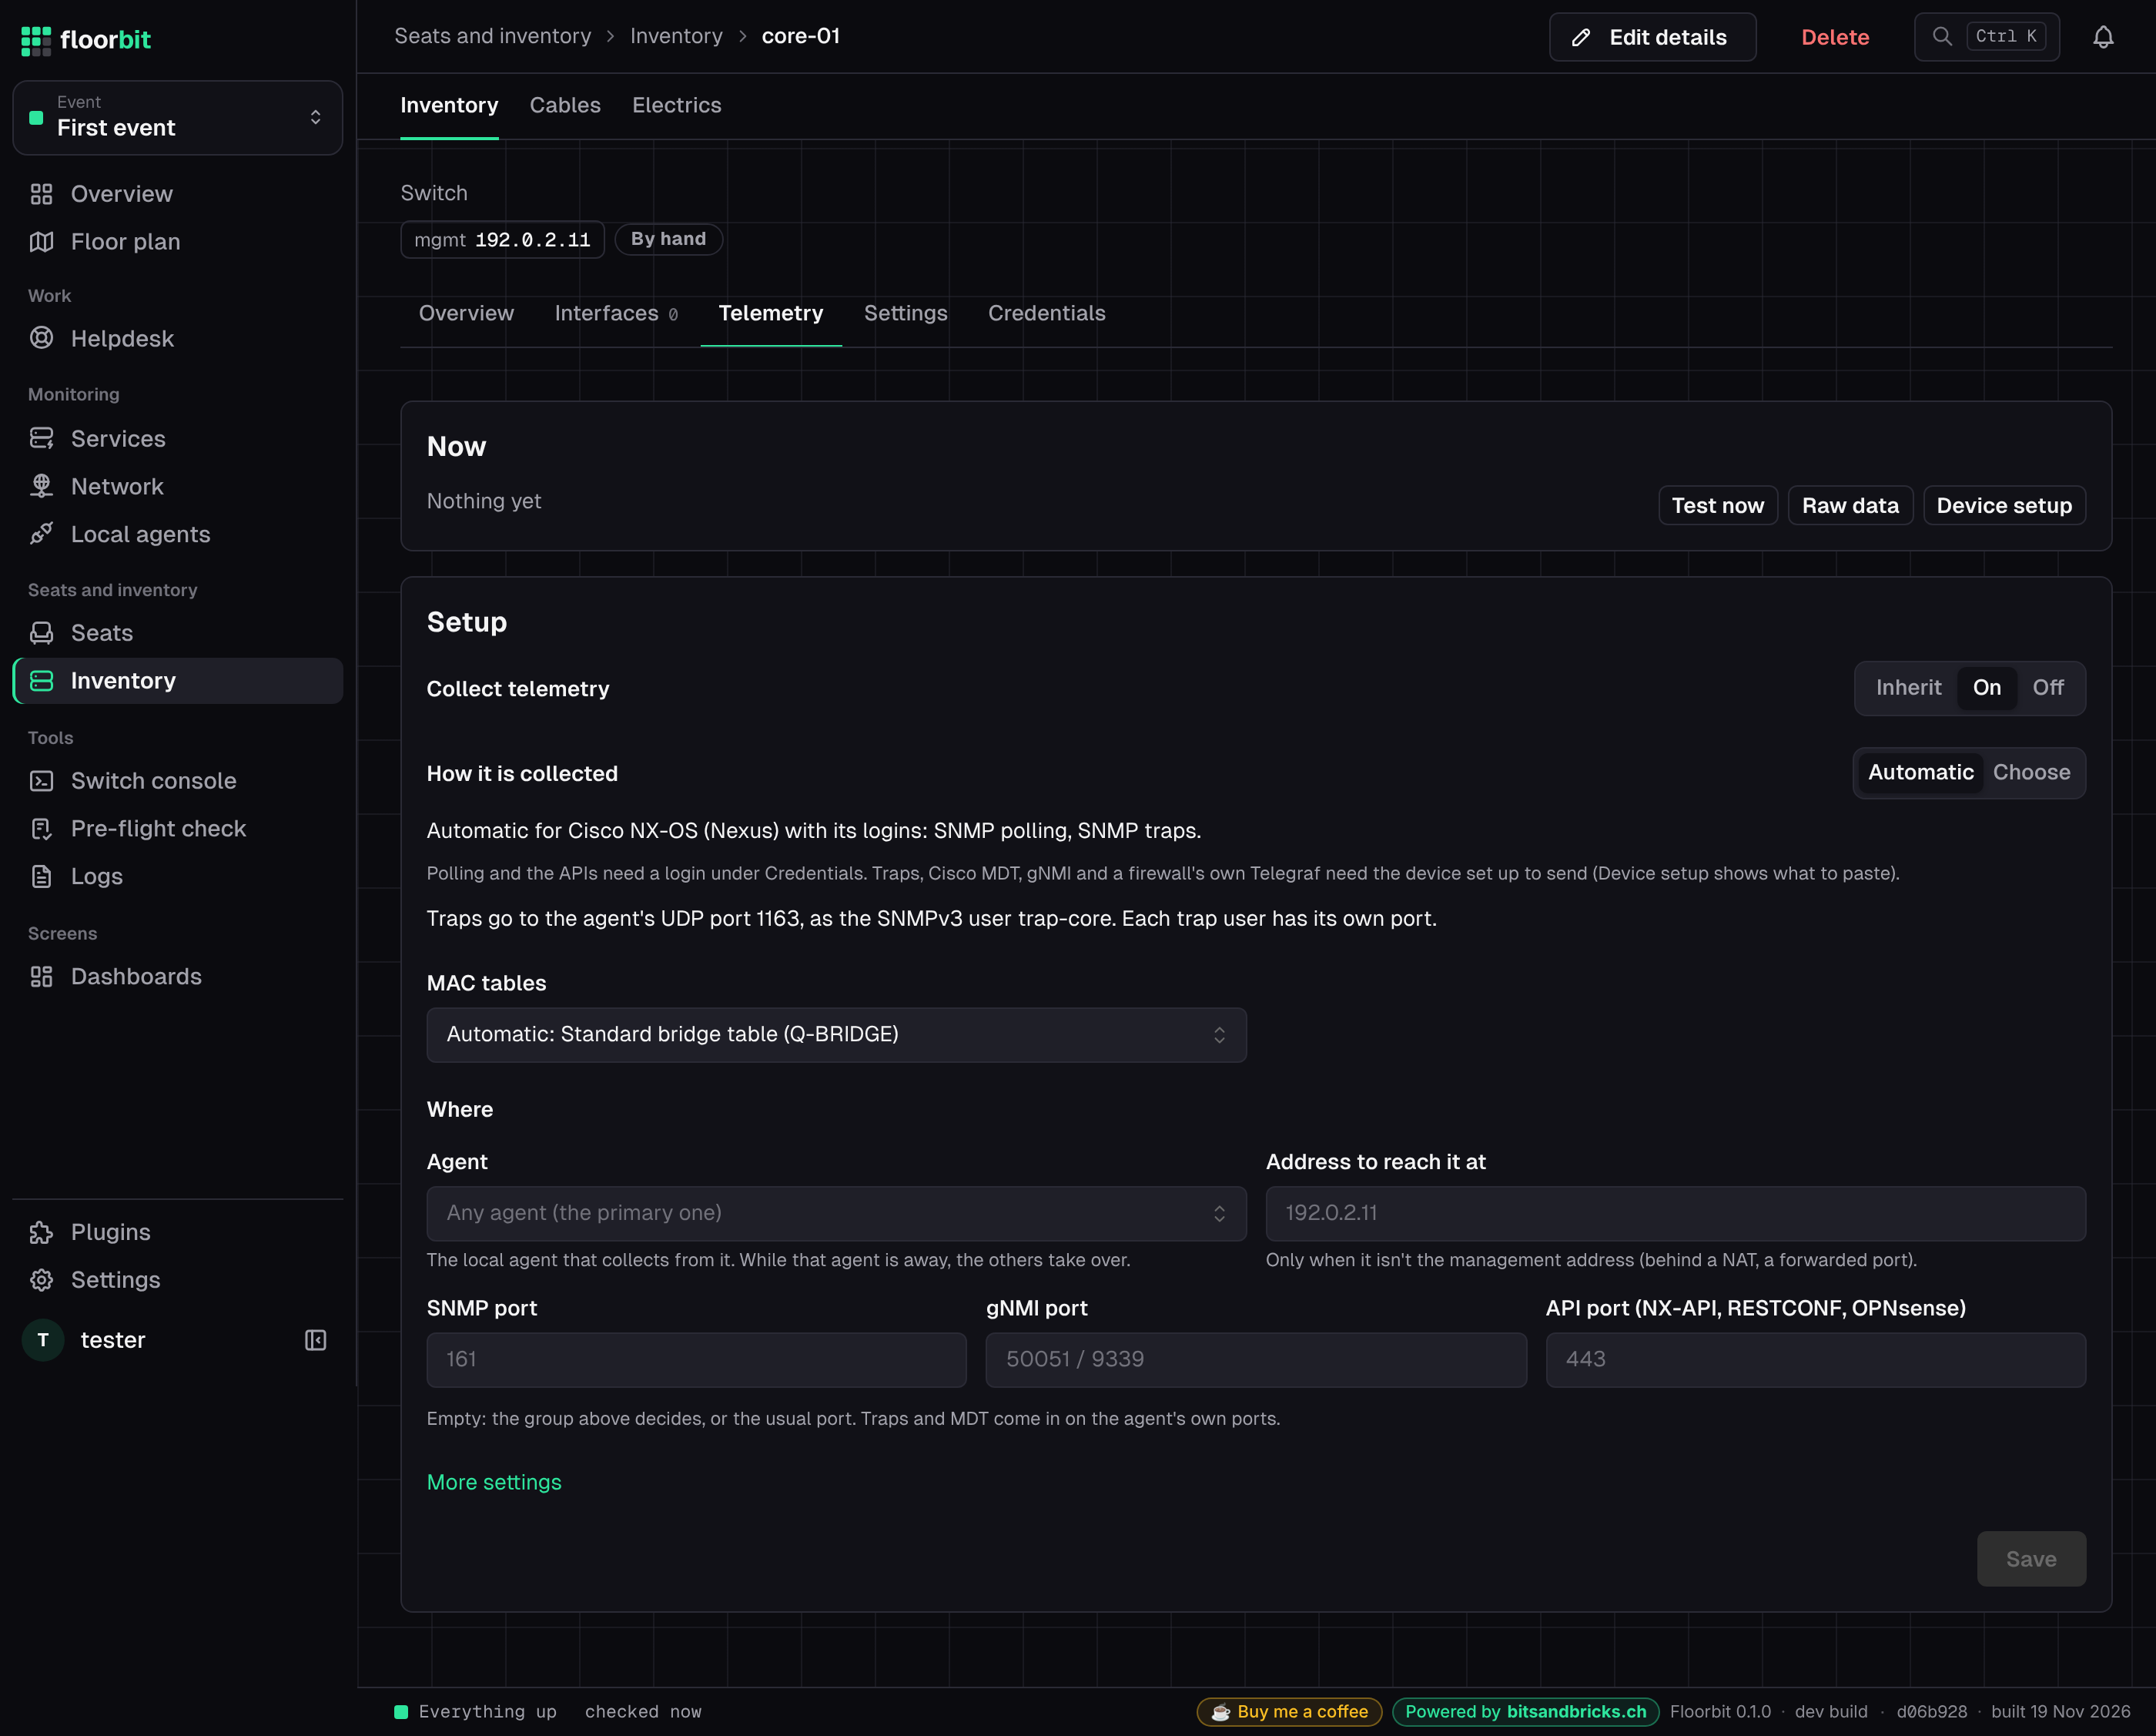 floorbit
Event
First event
Overview
Floor plan
Work
Helpdesk
Monitoring
Services
Network
Local agents
Seats and inventory
Seats
Inventory
Tools
Switch console
Pre-flight check
Logs
Screens
Dashboards
Plugins
Settings
T tester
Seats and inventory > Inventory > core-01
Edit details
Delete
Ctrl K
Inventory Cables Electrics
Switch
mgmt 192.0.2.11 By hand
Overview Interfaces 0 Telemetry Settings Credentials
Now
Nothing yet
Test now Raw data Device setup
Setup
Collect telemetry
Inherit On Off
How it is collected
Automatic Choose
Automatic for Cisco NX-OS (Nexus) with its logins: SNMP polling, SNMP traps.
Polling and the APIs need a login under Credentials. Traps, Cisco MDT, gNMI and a firewall's own Telegraf need the device set up to send (Device setup shows what to paste).
Traps go to the agent's UDP port 1163, as the SNMPv3 user trap-core. Each trap user has its own port.
MAC tables
Automatic: Standard bridge table (Q-BRIDGE)
Where
Agent Address to reach it at
Any agent (the primary one) 192.0.2.11
The local agent that collects from it. While that agent is away, the others take over. Only when it isn't the management address (behind a NAT, a forwarded port).
SNMP port gNMI port API port (NX-API, RESTCONF, OPNsense)
161 50051 / 9339 443
Empty: the group above decides, or the usual port. Traps and MDT come in on the agent's own ports.
More settings
Save
Everything up checked now
Buy me a coffee Powered by bitsandbricks.ch Floorbit 0.1.0 · dev build · d06b928 · built 19 Nov 2026